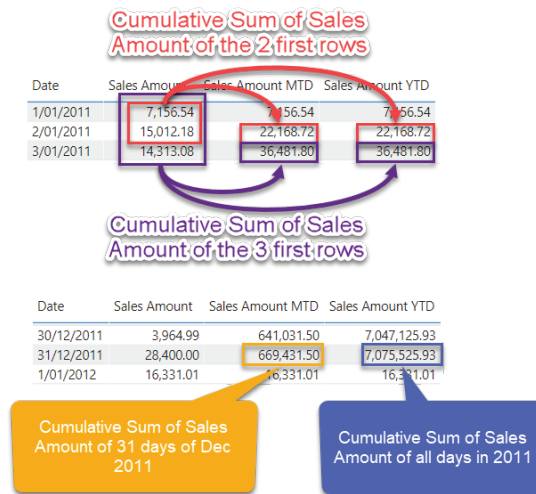 Cumulative Sum of Sales
Amount of the 2 first rows
Date Sales Amount Sales Amount MTD Sales Amount YTD
1/01/2011 7,156.54 7,156.54 7,156.54
2/01/2011 15,012.18 22,168.72 22,168.72
3/01/2011 14,313.08 36,481.80 36,481.80
Cumulative Sum of Sales
Amount of the 3 first rows
Date Sales Amount Sales Amount MTD Sales Amount YTD
30/12/2011 3,964.99 641,031.50 7,047,125.93
31/12/2011 28,400.00 669,431.50 7,075,525.93
1/01/2012 16,331.01 16,331.01 16,331.01
Cumulative Sum of Sales
Amount of 31 days of Dec
2011
Cumulative Sum of Sales
Amount of all days in 2011